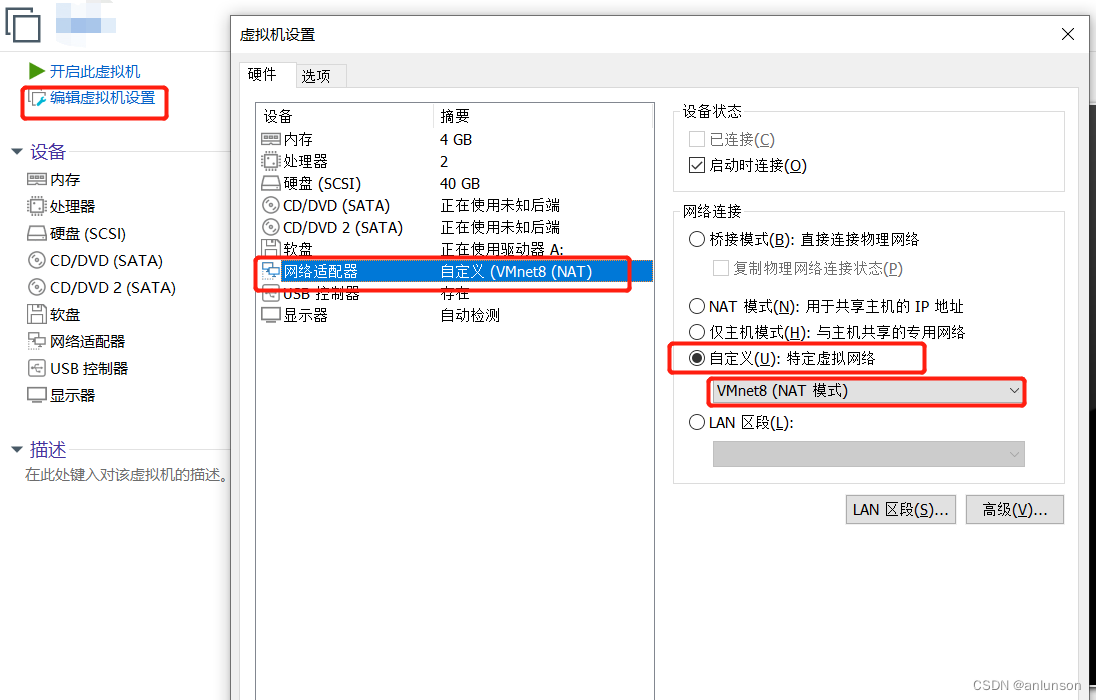 开启此虚拟机
编辑虚拟机设置
设备
内存
处理器
硬盘 (SCSI)
CD/DVD (SATA)
CD/DVD 2 (SATA)
软盘
网络适配器
USB 控制器
显示器
描述
在此处键入对该虚拟机的描述。
虚拟机设置
硬件 选项
设备 摘要
内存 4 GB
处理器 2
硬盘 (SCSI) 40 GB
CD/DVD (SATA) 正在使用未知后端
CD/DVD 2 (SATA) 正在使用未知后端
软盘 正在使用驱动器 A:
网络适配器 自定义 (VMnet8 (NAT)
USB 控制器 存在
显示器 自动检测
设备状态
已连接(C)
启动时连接(O)
网络连接
桥接模式(B): 直接连接物理网络
复制物理网络连接状态(P)
NAT 模式(N): 用于共享主机的 IP 地址
仅主机模式(H): 与主机共享的专用网络
自定义(U): 特定虚拟网络
VMnet8 (NAT 模式)
LAN 区段(L):
LAN 区段(S)... 高级(V)...
CSDN @anlunson